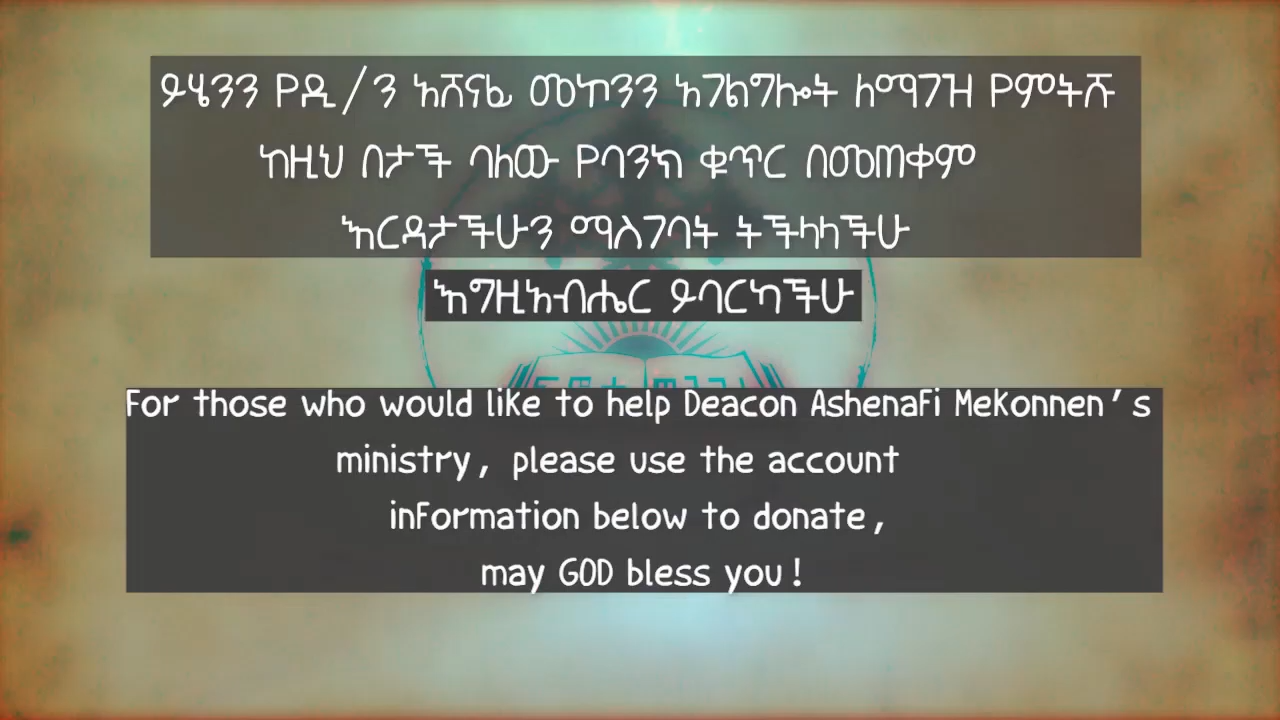 ይሄንን የዲ/ን አሸናፊ መኮንን አገልግሎት ለማገዝ የምትሹ
ከዚህ በታች ባለው የባንክ ቁጥር በመጠቀም
እርዳታችሁን ማስገባት ትችላላችሁ
እግዚአብሔር ይባርካችሁ
For those who would like to help Deacon Ashenafi Mekonnen's
ministry, please use the account
information below to donate,
may GOD bless you!